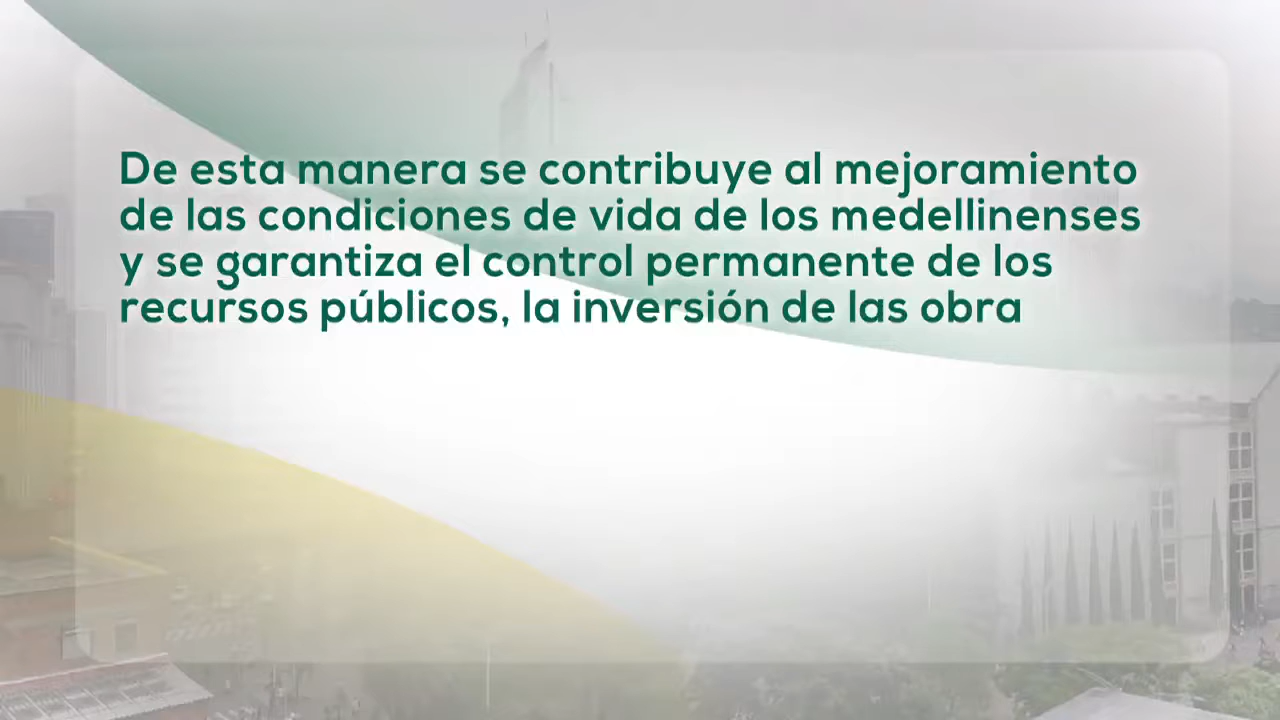 De esta manera se contribuye al mejoramiento
de las condiciones de vida de los medellinenses
y se garantiza el control permanente de los
recursos públicos, la inversión de las obra